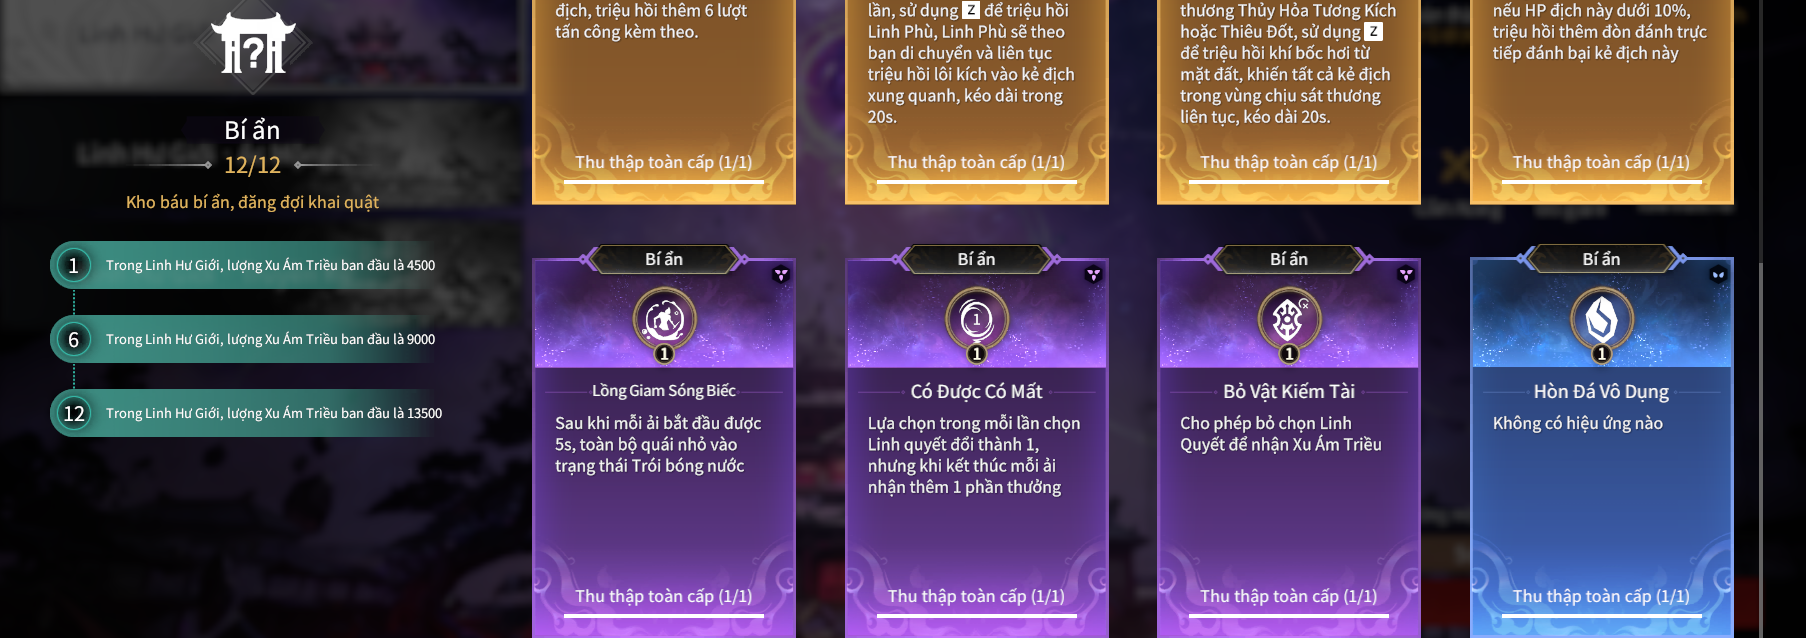 Bí ẩn
12/12
Kho báu bí ẩn, đăng đợi khai quật
1 Trong Linh Hư Giới, lượng Xu Ám Triều ban đầu là 4500
6 Trong Linh Hư Giới, lượng Xu Ám Triều ban đầu là 9000
12 Trong Linh Hư Giới, lượng Xu Ám Triều ban đầu là 13500
địch, triệu hồi thêm 6 lượt
tấn công kèm theo.
Thu thập toàn cấp (1/1)
lần, sử dụng Z để triệu hồi
Linh Phù, Linh Phù sẽ theo
bạn di chuyển và liên tục
triệu hồi lôi kích vào kẻ địch
xung quanh, kéo dài trong
20s.
Thu thập toàn cấp (1/1)
thương Thủy Hỏa Tương Kích
hoặc Thiêu Đốt, sử dụng Z
để triệu hồi khí bốc hơi từ
mặt đất, khiến tất cả kẻ địch
trong vùng chịu sát thương
liên tục, kéo dài 20s.
Thu thập toàn cấp (1/1)
nếu HP địch này dưới 10%,
triệu hồi thêm đòn đánh trực
tiếp đánh bại kẻ địch này
Thu thập toàn cấp (1/1)
Bí ẩn
1
Lồng Giam Sóng Biếc
Sau khi mỗi ải bắt đầu được
5s, toàn bộ quái nhỏ vào
trạng thái Trói bóng nước
Thu thập toàn cấp (1/1)
Bí ẩn
1
1
Có Được Có Mất
Lựa chọn trong mỗi lần chọn
Linh quyết đổi thành 1,
nhưng khi kết thúc mỗi ải
nhận thêm 1 phần thưởng
Thu thập toàn cấp (1/1)
Bí ẩn
1
Bỏ Vật Kiếm Tài
Cho phép bỏ chọn Linh
Quyết để nhận Xu Ám Triều
Thu thập toàn cấp (1/1)
Bí ẩn
1
Hòn Đá Vô Dụng
Không có hiệu ứng nào
Thu thập toàn cấp (1/1)